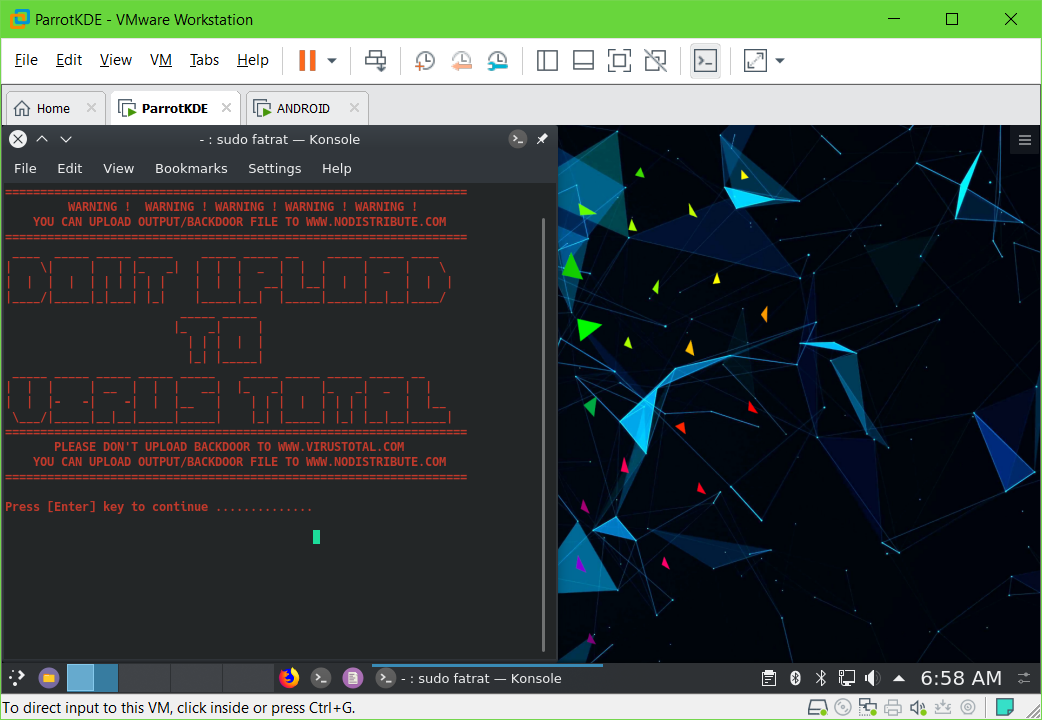 ParrotKDE - VMware Workstation
File Edit View VM Tabs Help
Home ParrotKDE ANDROID
- : sudo fatrat — Konsole
File Edit View Bookmarks Settings Help
==================================================================
WARNING ! WARNING ! WARNING ! WARNING ! WARNING !
YOU CAN UPLOAD OUTPUT/BACKDOOR FILE TO WWW.NODISTRIBUTE.COM
==================================================================
DONT UPLOAD
TO
VIRUS TOTAL
==================================================================
PLEASE DON'T UPLOAD BACKDOOR TO WWW.VIRUSTOTAL.COM
YOU CAN UPLOAD OUTPUT/BACKDOOR FILE TO WWW.NODISTRIBUTE.COM
==================================================================
Press [Enter] key to continue ..............
- : sudo fatrat — Konsole
6:58 AM
To direct input to this VM, click inside or press Ctrl+G.